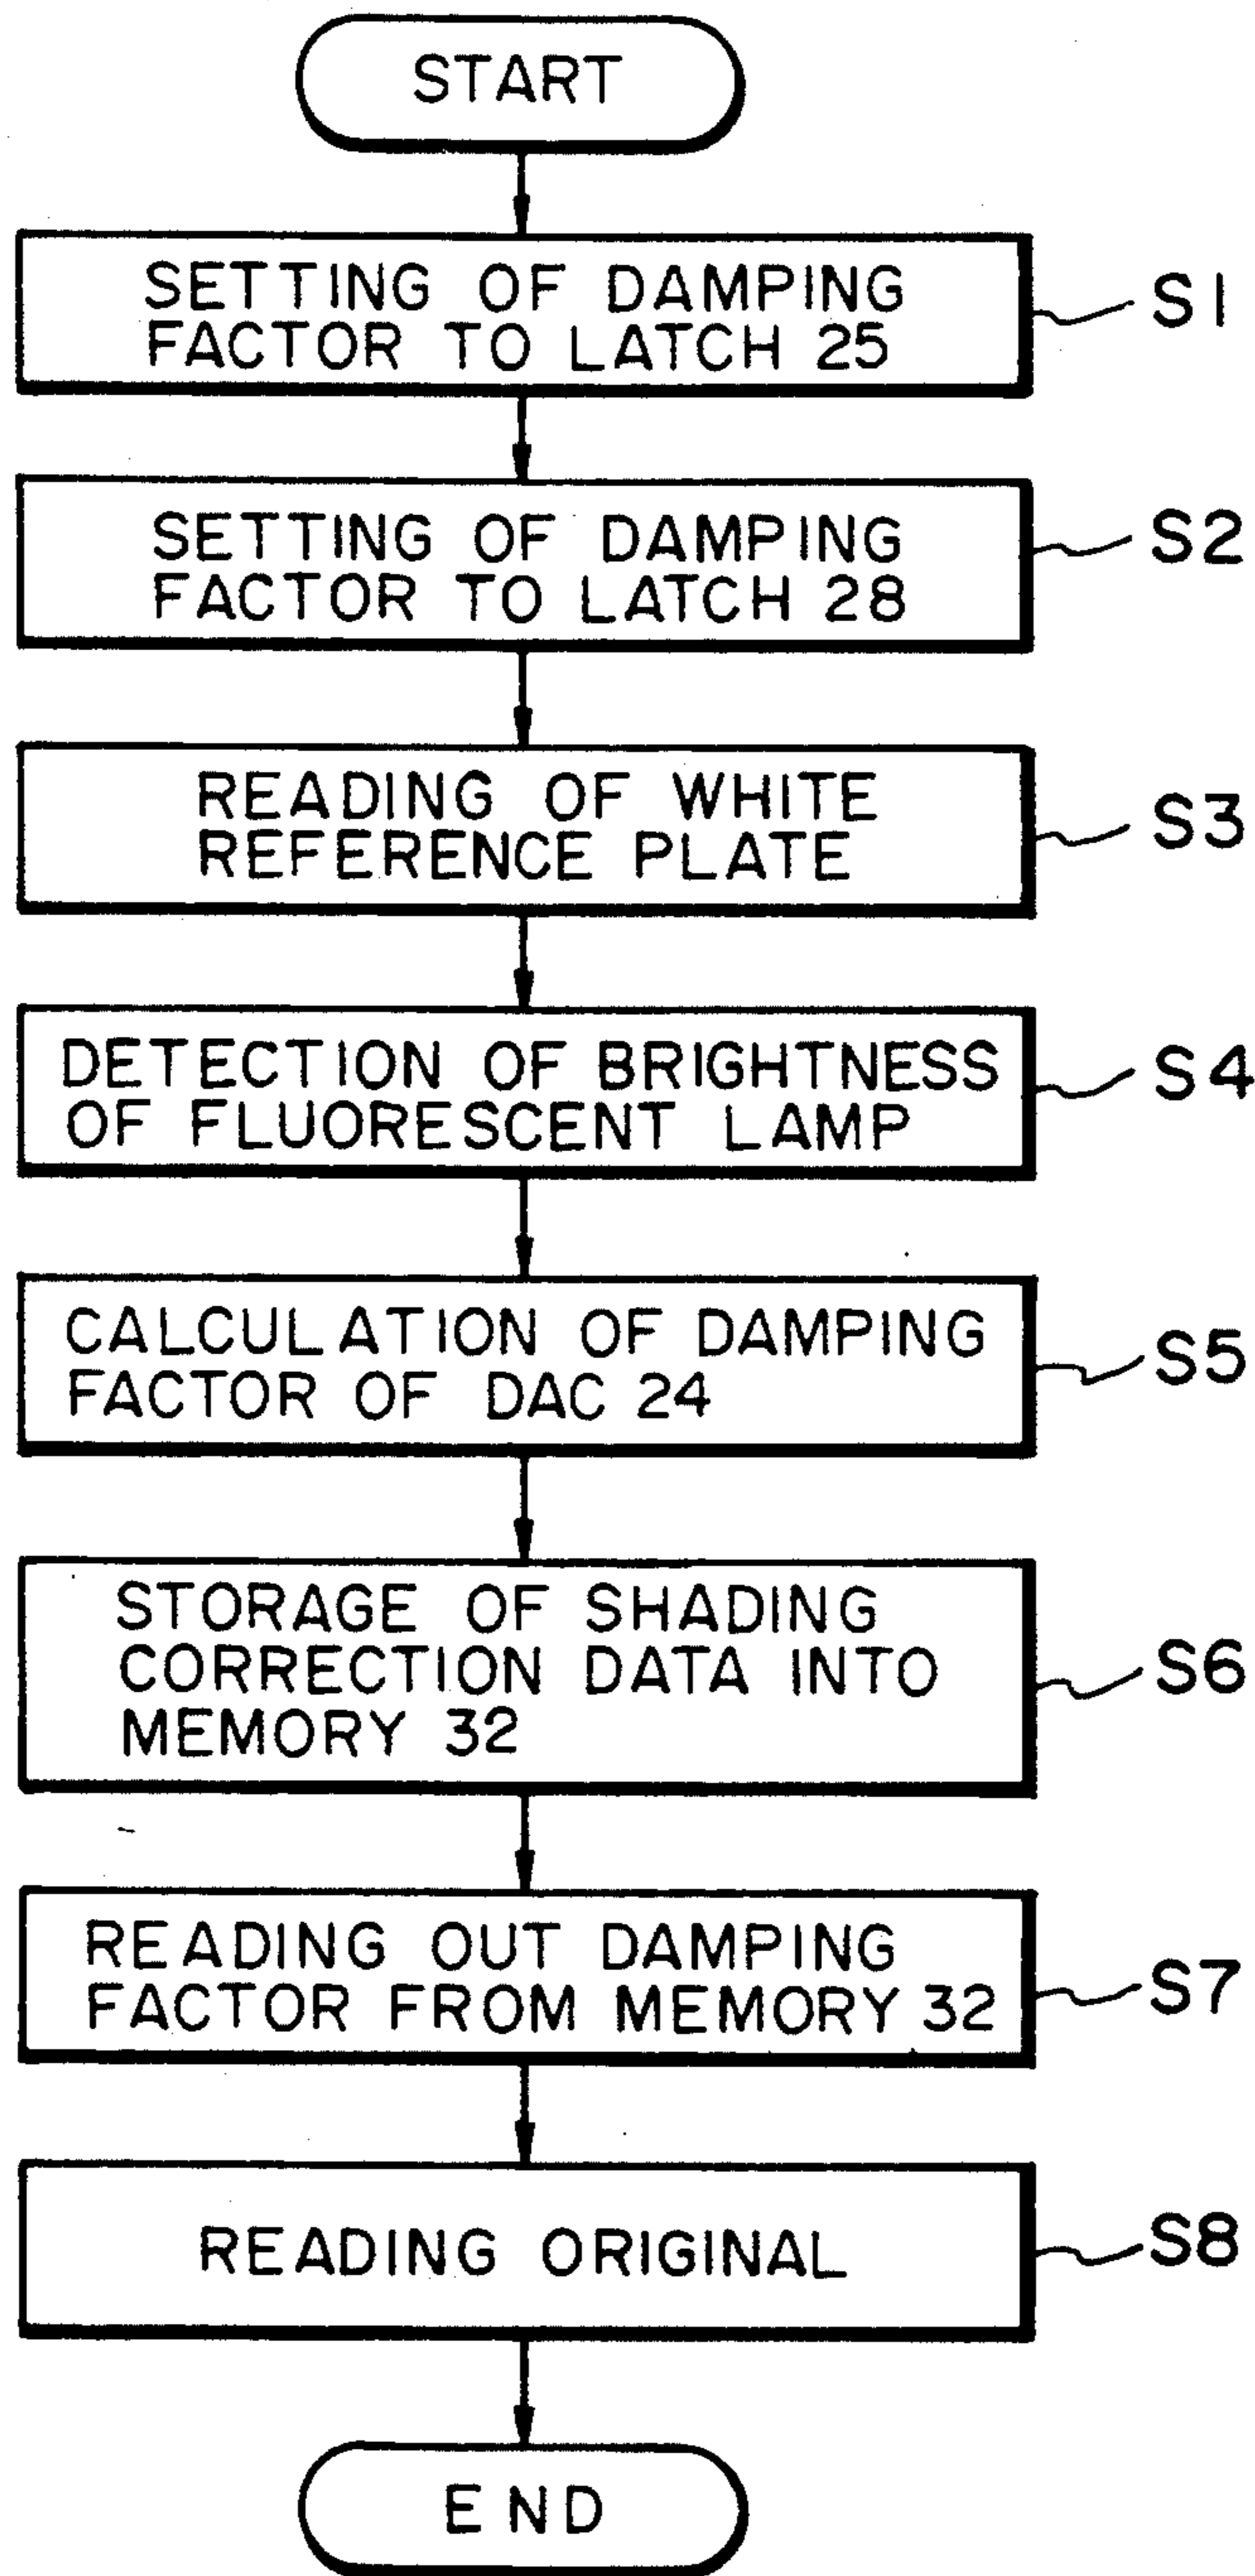 START
SETTING OF DAMPING
FACTOR TO LATCH 25
S1
SETTING OF DAMPING
FACTOR TO LATCH 28
S2
READING OF WHITE
REFERENCE PLATE
S3
DETECTION OF BRIGHTNESS
OF FLUORESCENT LAMP
S4
CALCULATION OF DAMPING
FACTOR OF DAC 24
S5
STORAGE OF SHADING
CORRECTION DATA INTO
MEMORY 32
S6
READING OUT DAMPING
FACTOR FROM MEMORY 32
S7
READING ORIGINAL
S8
END